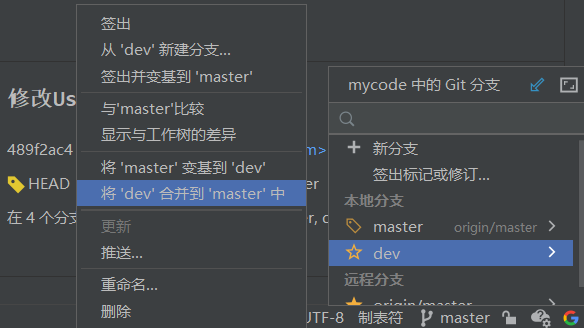 签出
从 'dev' 新建分支...
签出并变基到 'master'
与'master'比较
显示与工作树的差异
将 'master' 变基到 'dev'
将 'dev' 合并到 'master' 中
更新
推送...
重命名...
删除
修改Us
489f2ac4
m>
HEAD
在 4 个分支
mycode 中的 Git 分支
新分支
签出标记或修订...
本地分支
master origin/master
dev
远程分支
origin/master
UTF-8 制表符 master